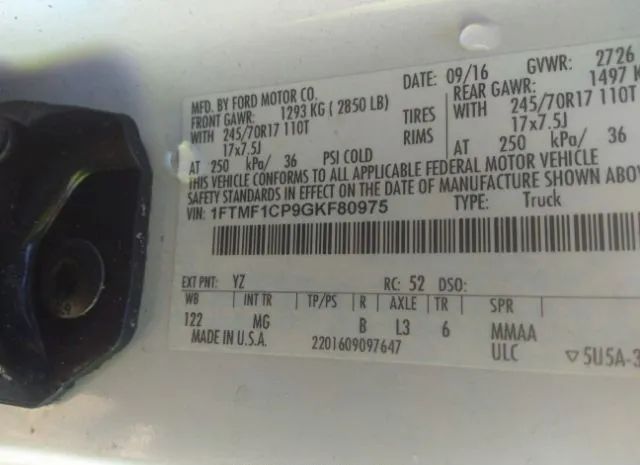 MFD. BY FORD MOTOR CO. DATE: 09/16 GVWR: 2726
FRONT GAWR: 1293 KG ( 2850 LB) REAR GAWR: 1497 K
WITH 245/70R17 110T TIRES WITH 245/70R17 110T
17x7.5J RIMS 17x7.5J
AT 250 kPa/ 36 PSI COLD AT 250 kPa/ 36
THIS VEHICLE CONFORMS TO ALL APPLICABLE FEDERAL MOTOR VEHICLE
SAFETY STANDARDS IN EFFECT ON THE DATE OF MANUFACTURE SHOWN ABOV
VIN: 1FTMF1CP9GKF80975 TYPE: Truck
EXT PNT: YZ RC: 52 DSO:
WB INT TR TP/PS R AXLE TR SPR
122 MG B L3 6 MMAA
MADE IN U.S.A. 2201609097647 ULC ▽5U5A-3